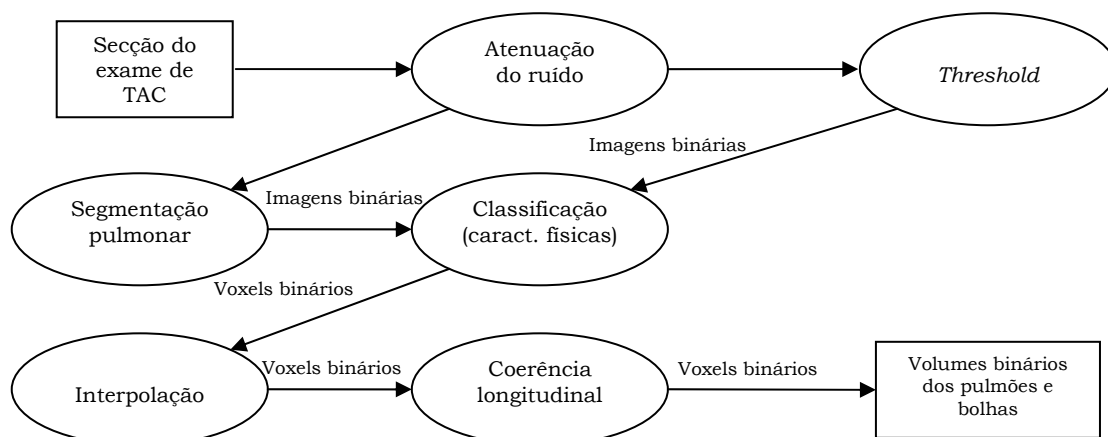 Secção do
exame de
TAC
Atenuação
do ruído
Threshold
Imagens binárias
Segmentação
pulmonar
Imagens binárias
Classificação
(caract. físicas)
Voxels binários
Interpolação
Voxels binários
Coerência
longitudinal
Voxels binários
Volumes binários
dos pulmões e
bolhas